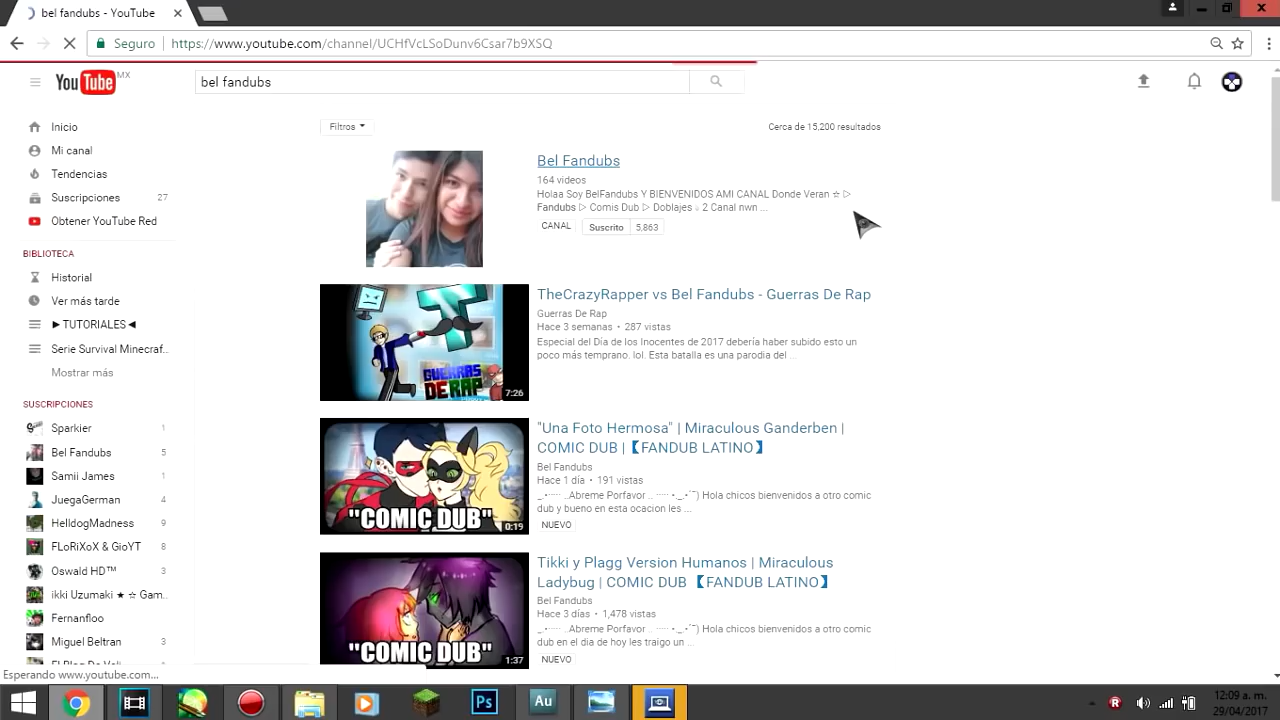 bel fandubs - YouTube
Seguro
https://www.youtube.com/channel/UCHfVcLSoDunv6Csar7b9XSQ
YouTube MX
bel fandubs
Filtros
Cerca de 15,200 resultados
Inicio
Mi canal
Tendencias
Suscripciones 27
Obtener YouTube Red
BIBLIOTECA
Historial
Ver más tarde
►TUTORIALES◄
Serie Survival Minecraf...
Mostrar más
SUSCRIPCIONES
Sparkier 1
Bel Fandubs 5
Samii James 1
JuegaGerman 4
HelldogMadness 9
FLoRiXoX & GioYT 8
Oswald HD™ 3
ikki Uzumaki ★ ☆ Gam...
Fernanfloo
Miguel Beltran 3
Bel Fandubs
164 videos
Holaa Soy BelFandubs Y BIENVENIDOS AMI CANAL Donde Veran ☆ ▷
Fandubs ▷ Comis Dub ▷ Doblajes ⬦ 2 Canal nwn ...
CANAL
Suscrito 5,863
TheCrazyRapper vs Bel Fandubs - Guerras De Rap
Guerras De Rap
Hace 3 semanas • 287 vistas
Especial del Dia de los Inocentes de 2017 debería haber subido esto un
poco más temprano. lol. Esta batalla es una parodia del ...
GUERRAS
DE RAP
7:26
"Una Foto Hermosa" | Miraculous Ganderben |
COMIC DUB |【FANDUB LATINO】
Bel Fandubs
Hace 1 día • 191 vistas
_.•´¨¨ ..Abreme Porfavor .. ¨¨ •._.•´¯) Hola chicos bienvenidos a otro comic
dub y bueno en esta ocacion les ...
NUEVO
"COMIC DUB"
0:19
Tikki y Plagg Version Humanos | Miraculous
Ladybug | COMIC DUB 【FANDUB LATINO】
Bel Fandubs
Hace 3 días • 1,478 vistas
_.•´¨¨ ..Abreme Porfavor .. ¨¨ •._.•´¯) Hola chicos bienvenidos a otro comic
dub en el dia de hoy les traigo un ...
NUEVO
"COMIC DUB"
1:37
Esperando www.youtube.com...
Ps
Au
R
12:09 a. m.
29/04/2017